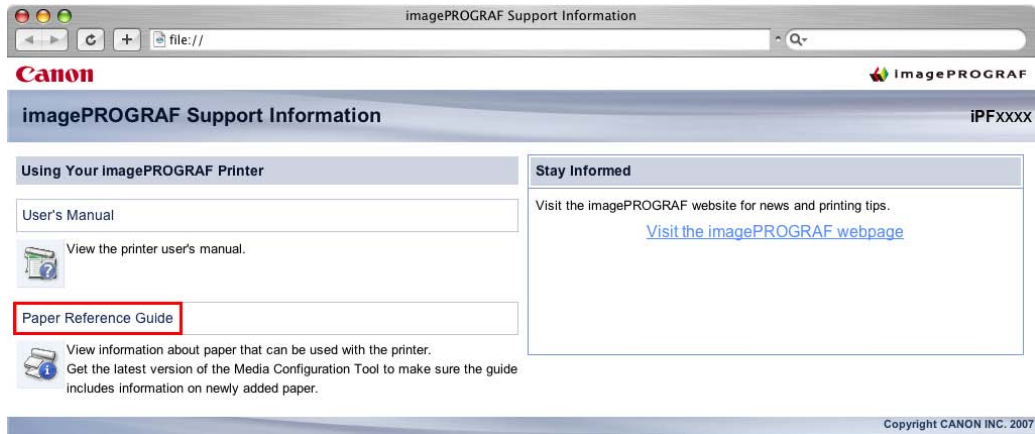 imagePROGRAF Support Information
file://
Q
Canon
imagePROGRAF
imagePROGRAF Support Information
iPFxxxx
Using Your imagePROGRAF Printer
User's Manual
View the printer user's manual.
Paper Reference Guide
View information about paper that can be used with the printer.
Get the latest version of the Media Configuration Tool to make sure the guide
includes information on newly added paper.
Stay Informed
Visit the imagePROGRAF website for news and printing tips.
Visit the imagePROGRAF webpage
Copyright CANON INC. 2007